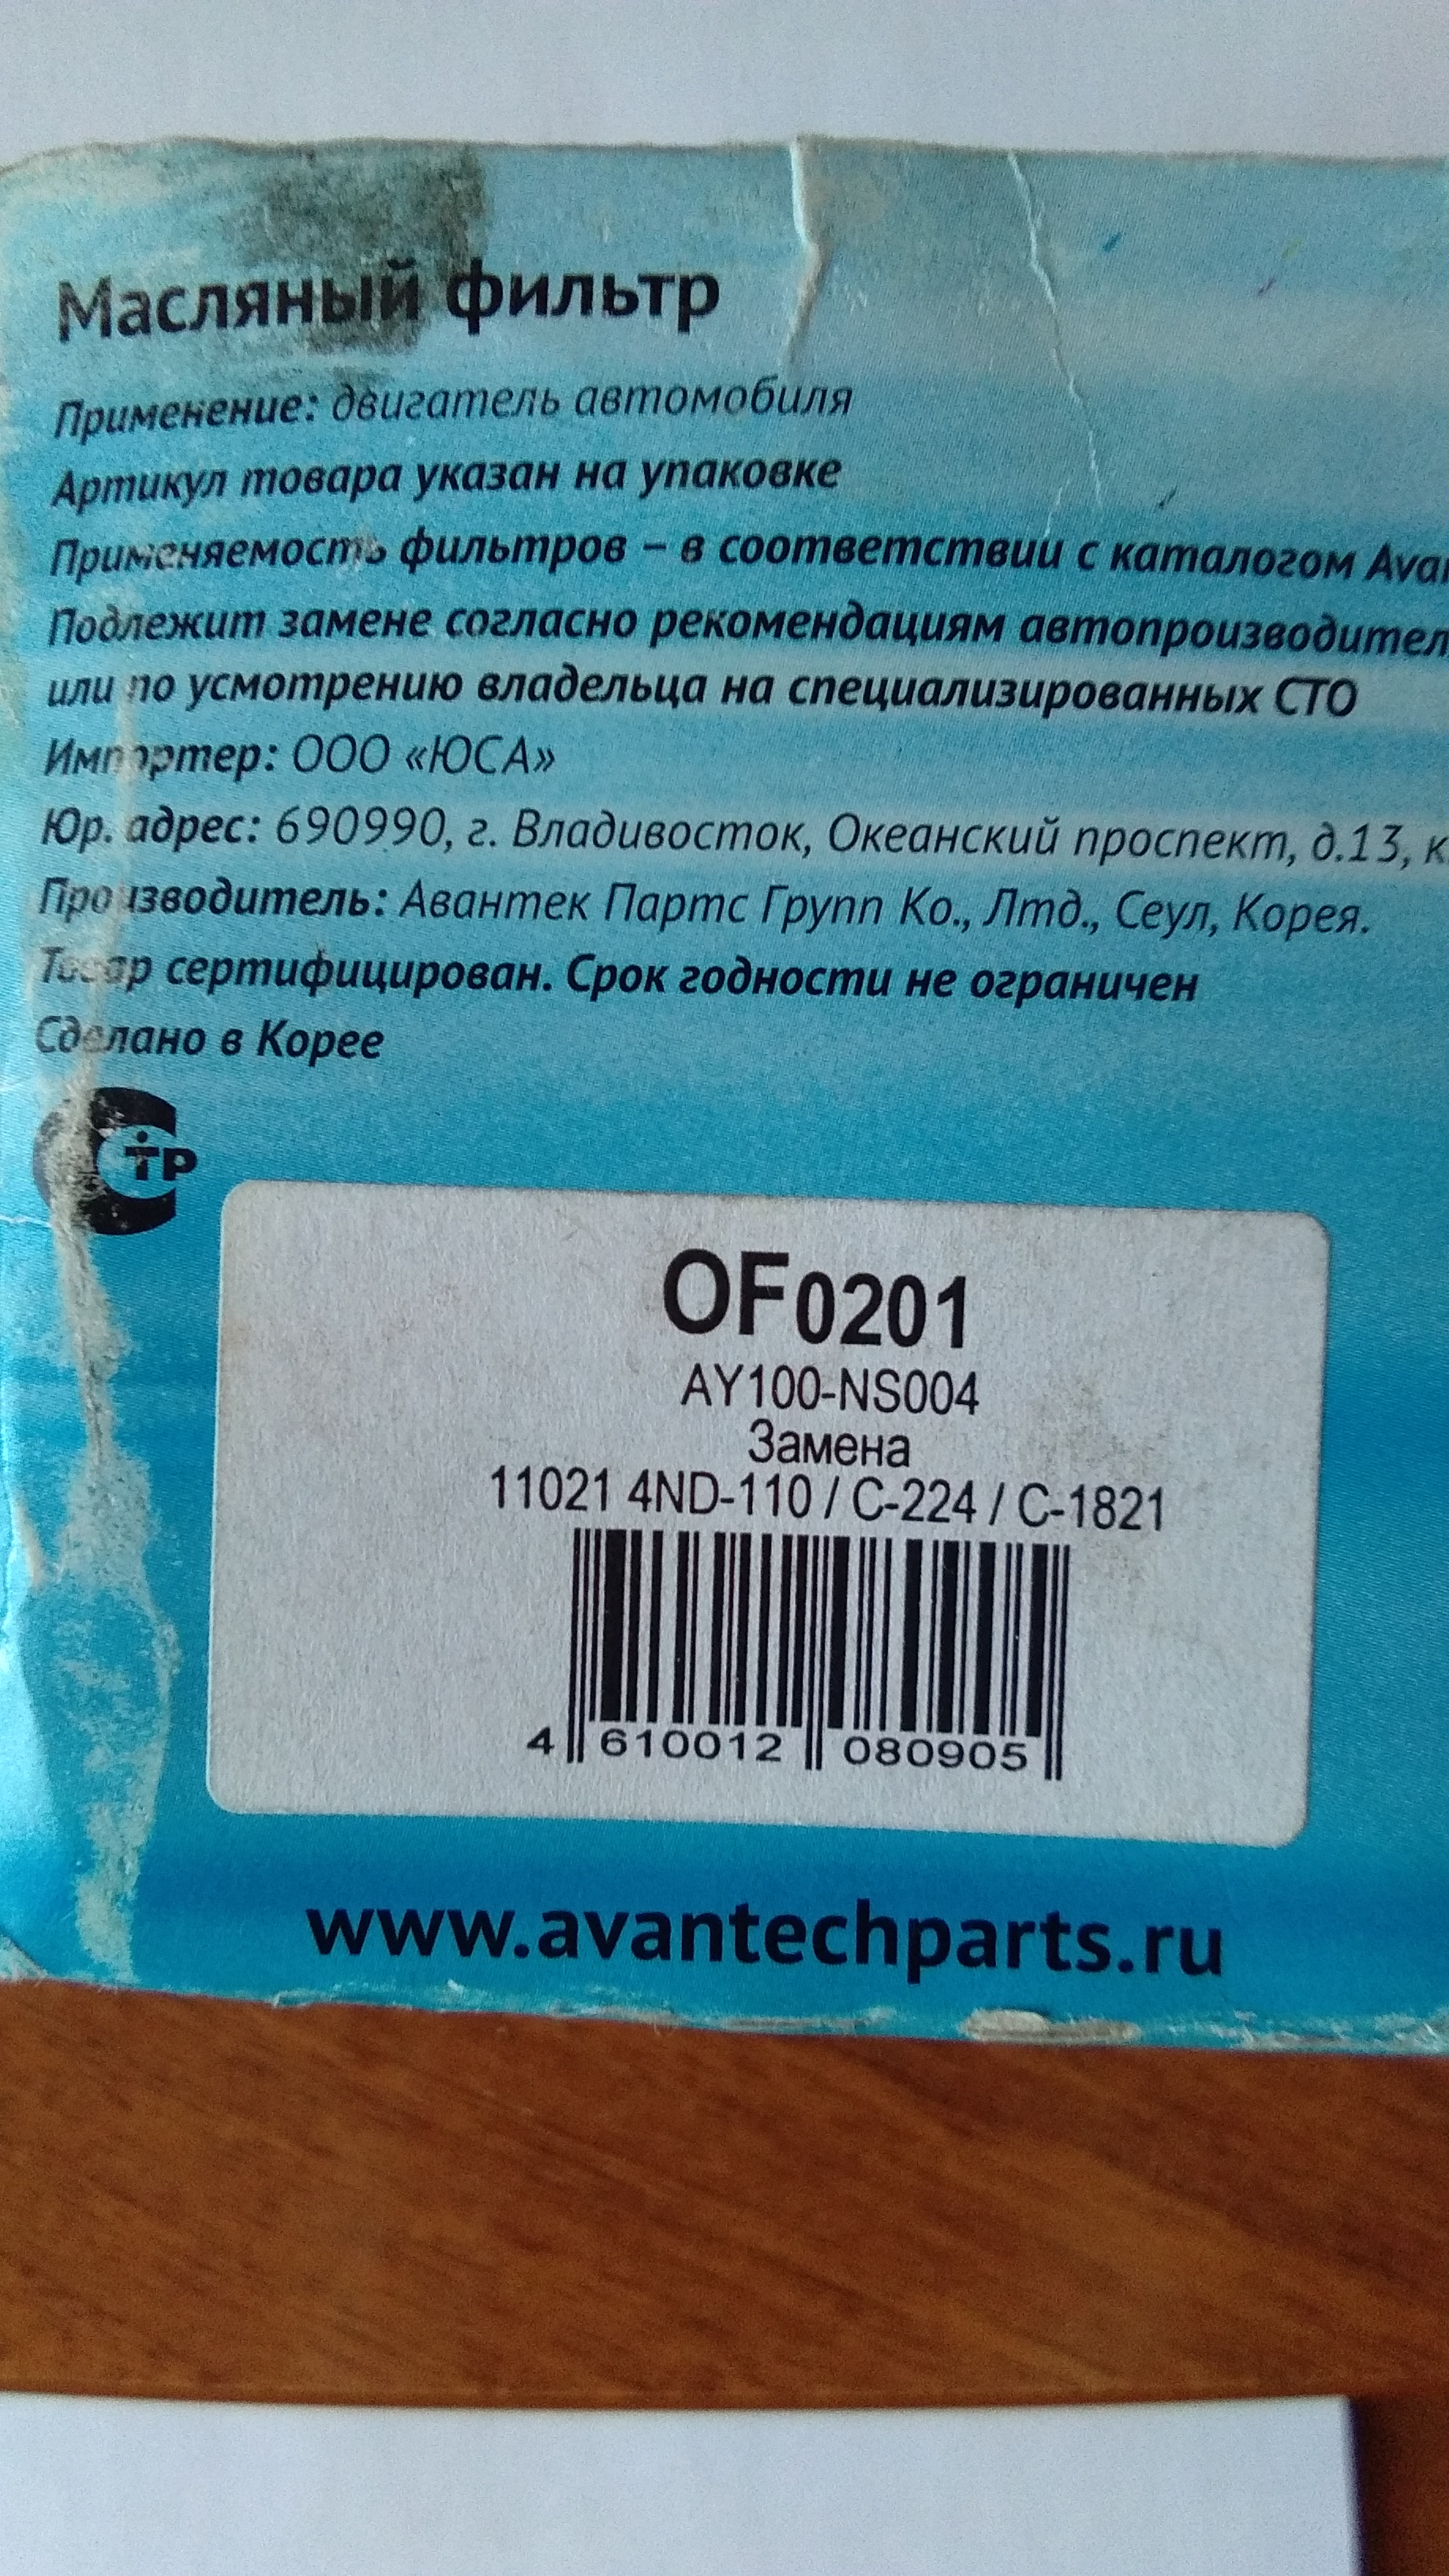 Масляный фильтр
Применение: двигатель автомобиля
Артикул товара указан на упаковке
Применяемость фильтров – в соответствии с каталогом Avan
Подлежит замене согласно рекомендациям автопроизводител
или по усмотрению владельца на специализированных СТО
Импортер: ООО «ЮСА»
Юр. адрес: 690990, г. Владивосток, Океанский проспект, д.13, к
Производитель: Авантек Партс Групп Ко., Лтд., Сеул, Корея.
Товар сертифицирован. Срок годности не ограничен
Сделано в Корее
СТР
OF0201
AY100-NS004
Замена
11021 4ND-110 / C-224 / C-1821
4 610012 080905
www.avantechparts.ru